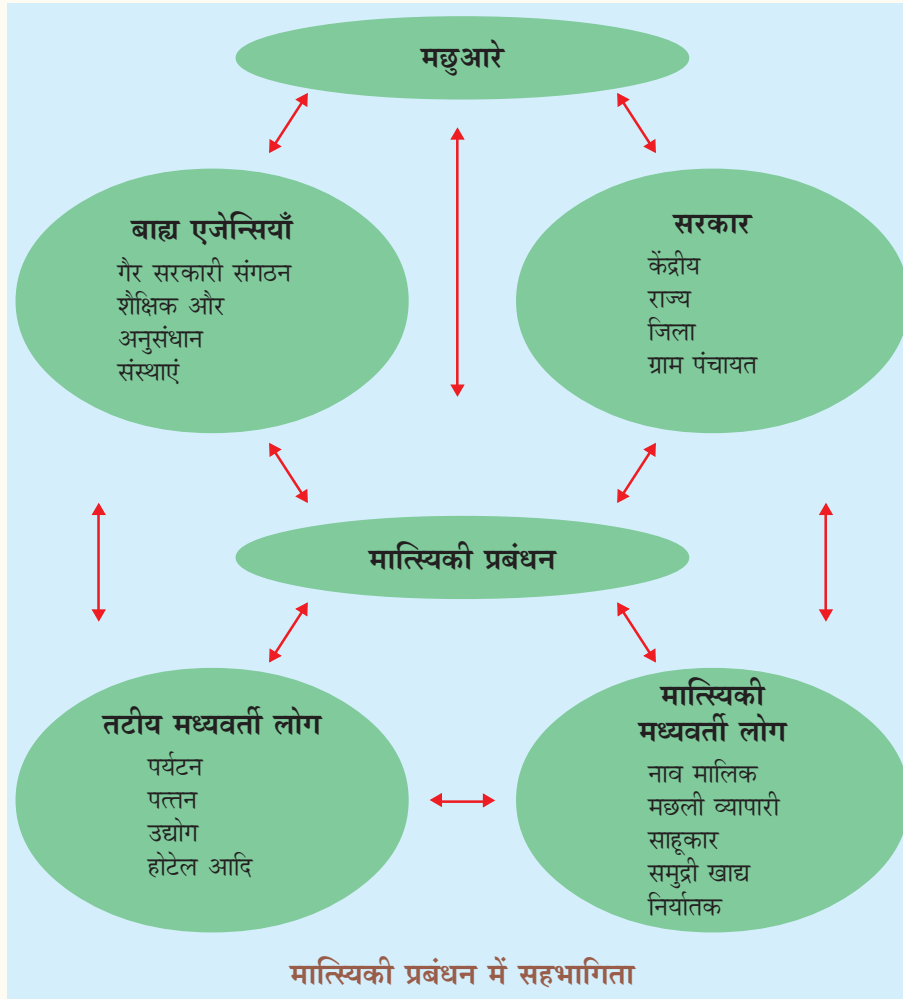 मछुआरे
बाह्य एजेन्सियाँ
गैर सरकारी संगठन
शैक्षिक और
अनुसंधान
संस्थाएं
सरकार
केंद्रीय
राज्य
जिला
ग्राम पंचायत
मात्स्यिकी प्रबंधन
तटीय मध्यवर्ती लोग
पर्यटन
पत्तन
उद्योग
होटेल आदि
मात्स्यिकी
मध्यवर्ती लोग
नाव मालिक
मछली व्यापारी
साहूकार
समुद्री खाद्य
निर्यातक
मात्स्यिकी प्रबंधन में सहभागिता